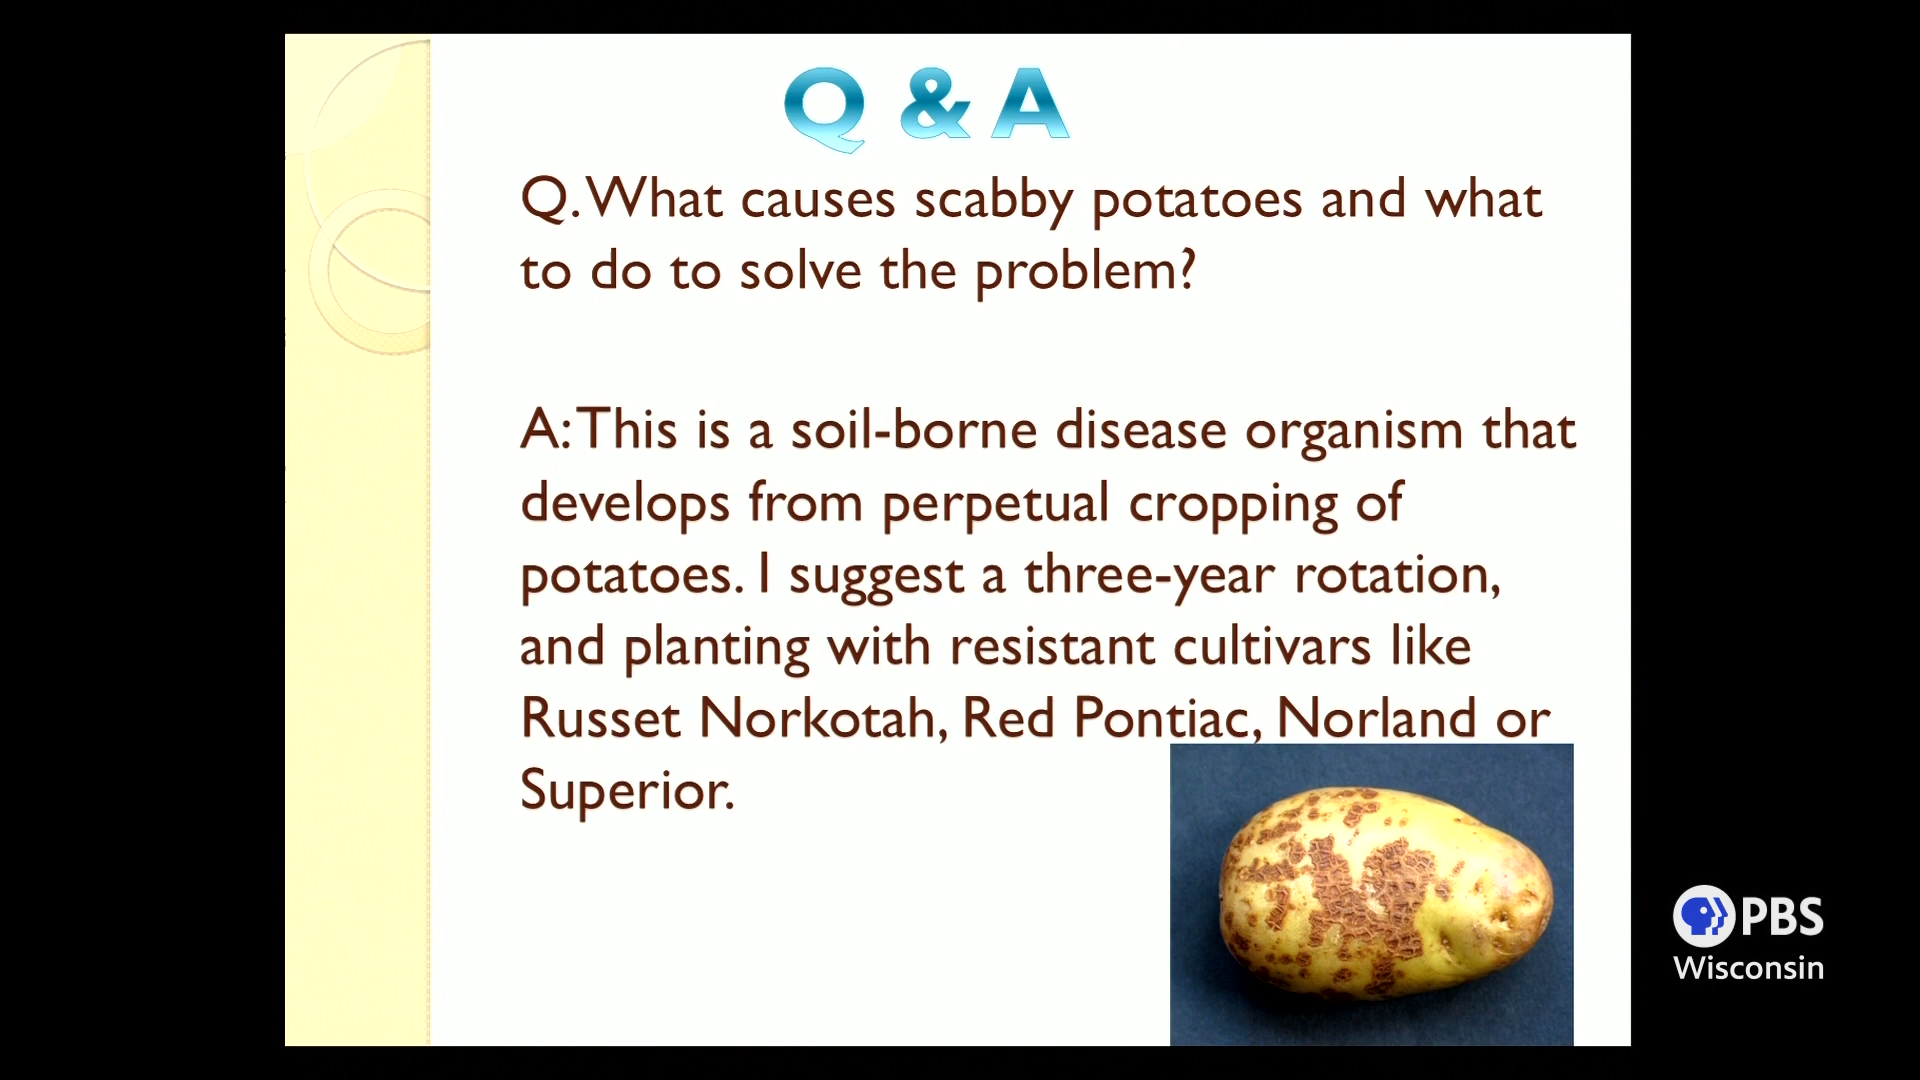 Q & A
Q. What causes scabby potatoes and what
to do to solve the problem?
A: This is a soil-borne disease organism that
develops from perpetual cropping of
potatoes. I suggest a three-year rotation,
and planting with resistant cultivars like
Russet Norkotah, Red Pontiac, Norland or
Superior.
PBS
Wisconsin